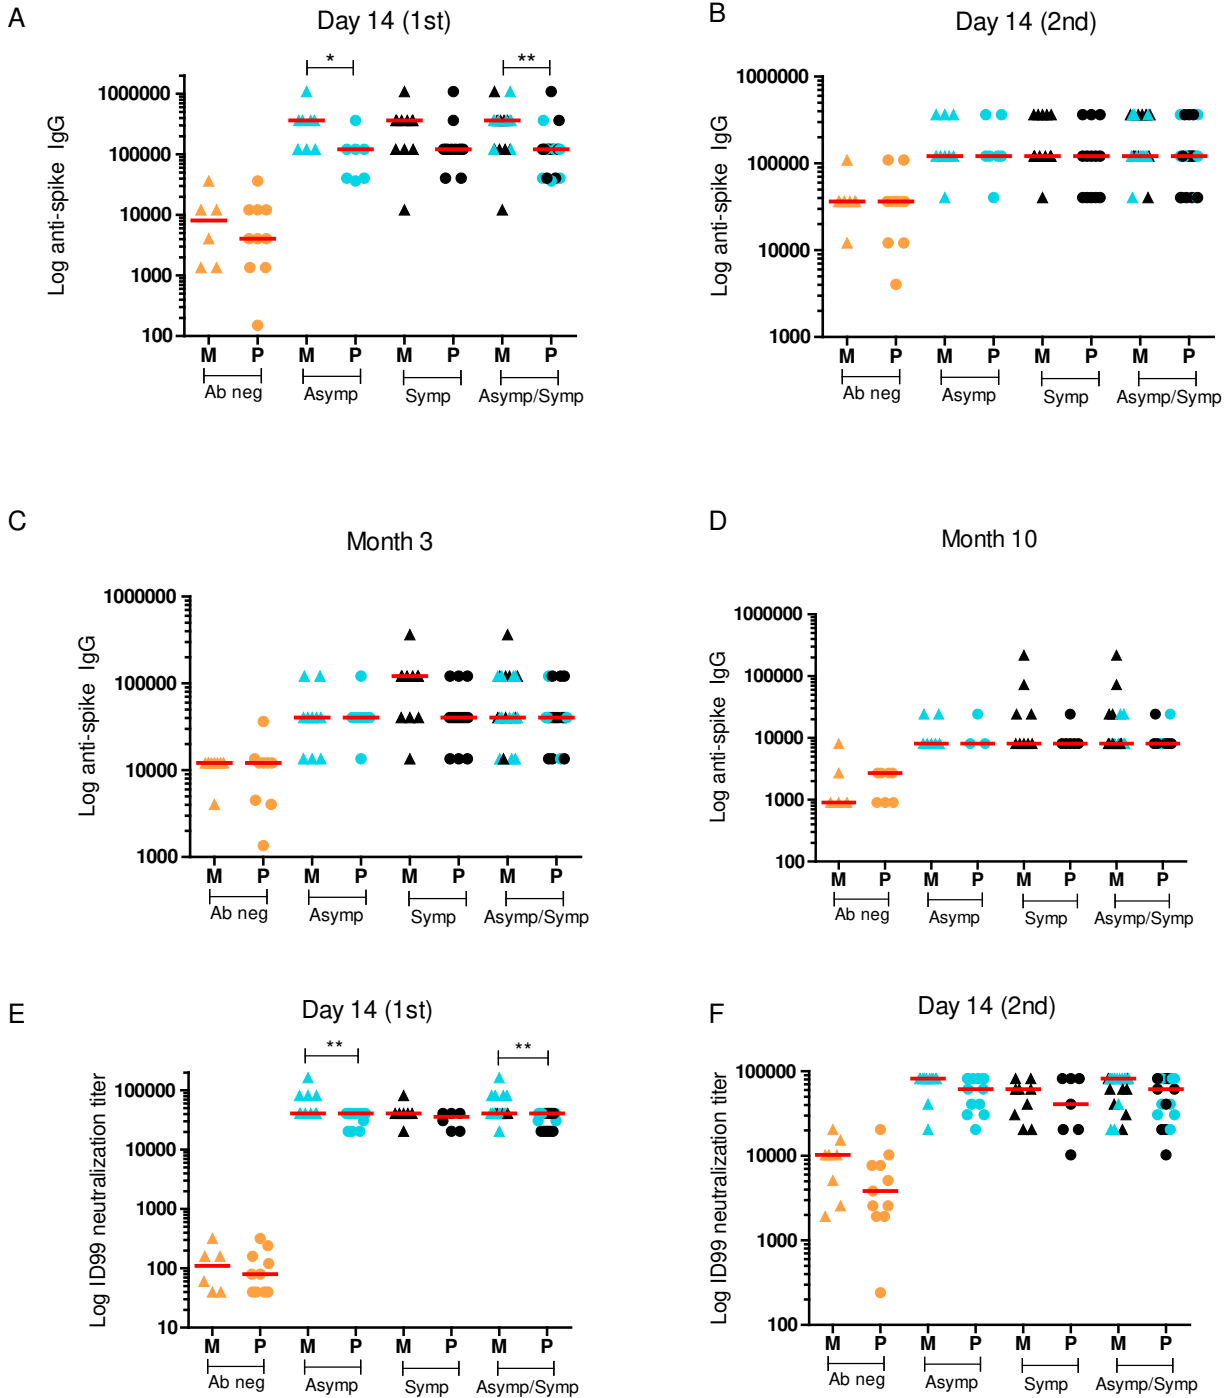 A
Day 14 (1st)
*
**
Log anti-spike IgG
1000000
100000
10000
1000
100
M P M P M P M P
Ab neg Asymp Symp Asymp/Symp
B
Day 14 (2nd)
Log anti-spike IgG
1000000
100000
10000
1000
M P M P M P M P
Ab neg Asymp Symp Asymp/Symp
C
Month 3
Log anti-spike IgG
1000000
100000
10000
1000
M P M P M P M P
Ab neg Asymp Symp Asymp/Symp
D
Month 10
Log anti-spike IgG
1000000
100000
10000
1000
100
M P M P M P M P
Ab neg Asymp Symp Asymp/Symp
E
Day 14 (1st)
**
**
Log ID99 neutralization titer
100000
10000
1000
100
10
M P M P M P M P
Ab neg Asymp Symp Asymp/Symp
F
Day 14 (2nd)
Log ID99 neutralization titer
100000
10000
1000
100
M P M P M P M P
Ab neg Asymp Symp Asymp/Symp